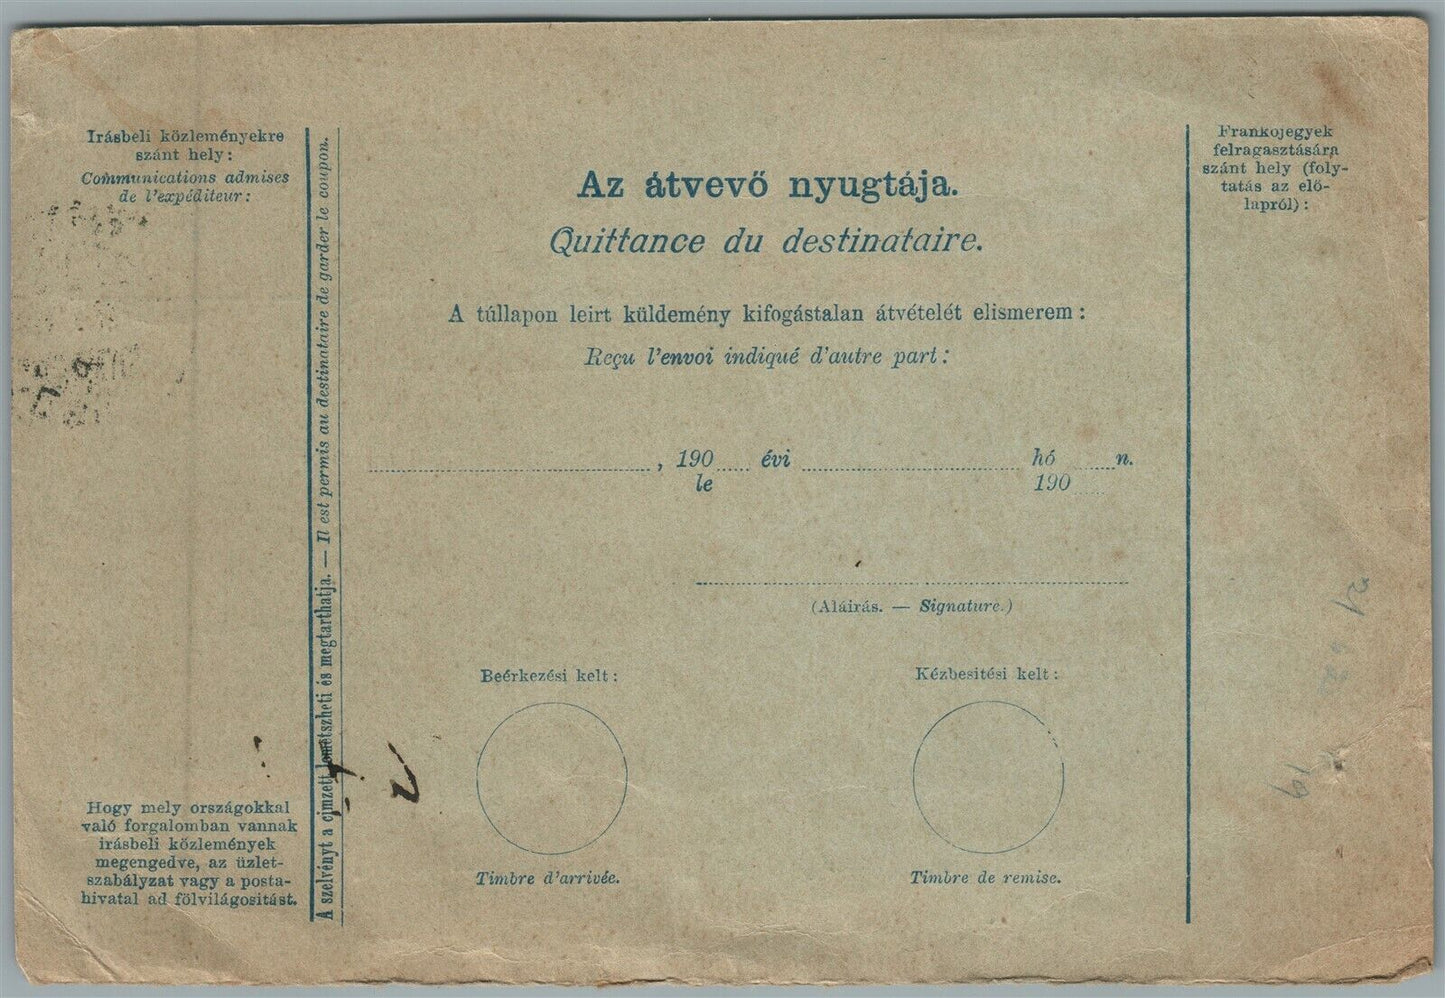 Irásbeli közleményekre
szánt hely:
Communications admises
de l'expéditeur:
A szelvényt a cimzett lemetszheti és megtarthatja. — Il est permis au destinataire de garder le coupon.
Hogy mely országokkal
való forgalomban vannak
irásbeli közlemények
megengedve, az üzlet-
szabályzat vagy a posta-
hivatal ad fölvilágositást.
Az átvevő nyugtája.
Quittance du destinataire.
A túllapon leirt küldemény kifogástalan átvételét elismerem:
Reçu l'envoi indiqué d'autre part:
, 190 évi hó n.
le 190
(Aláirás. — Signature.)
Beérkezési kelt:
Timbre d'arrivée.
Kézbesitési kelt:
Timbre de remise.
Frankojegyek
felragasztására
szánt hely (foly-
tatás az elő-
lapról):